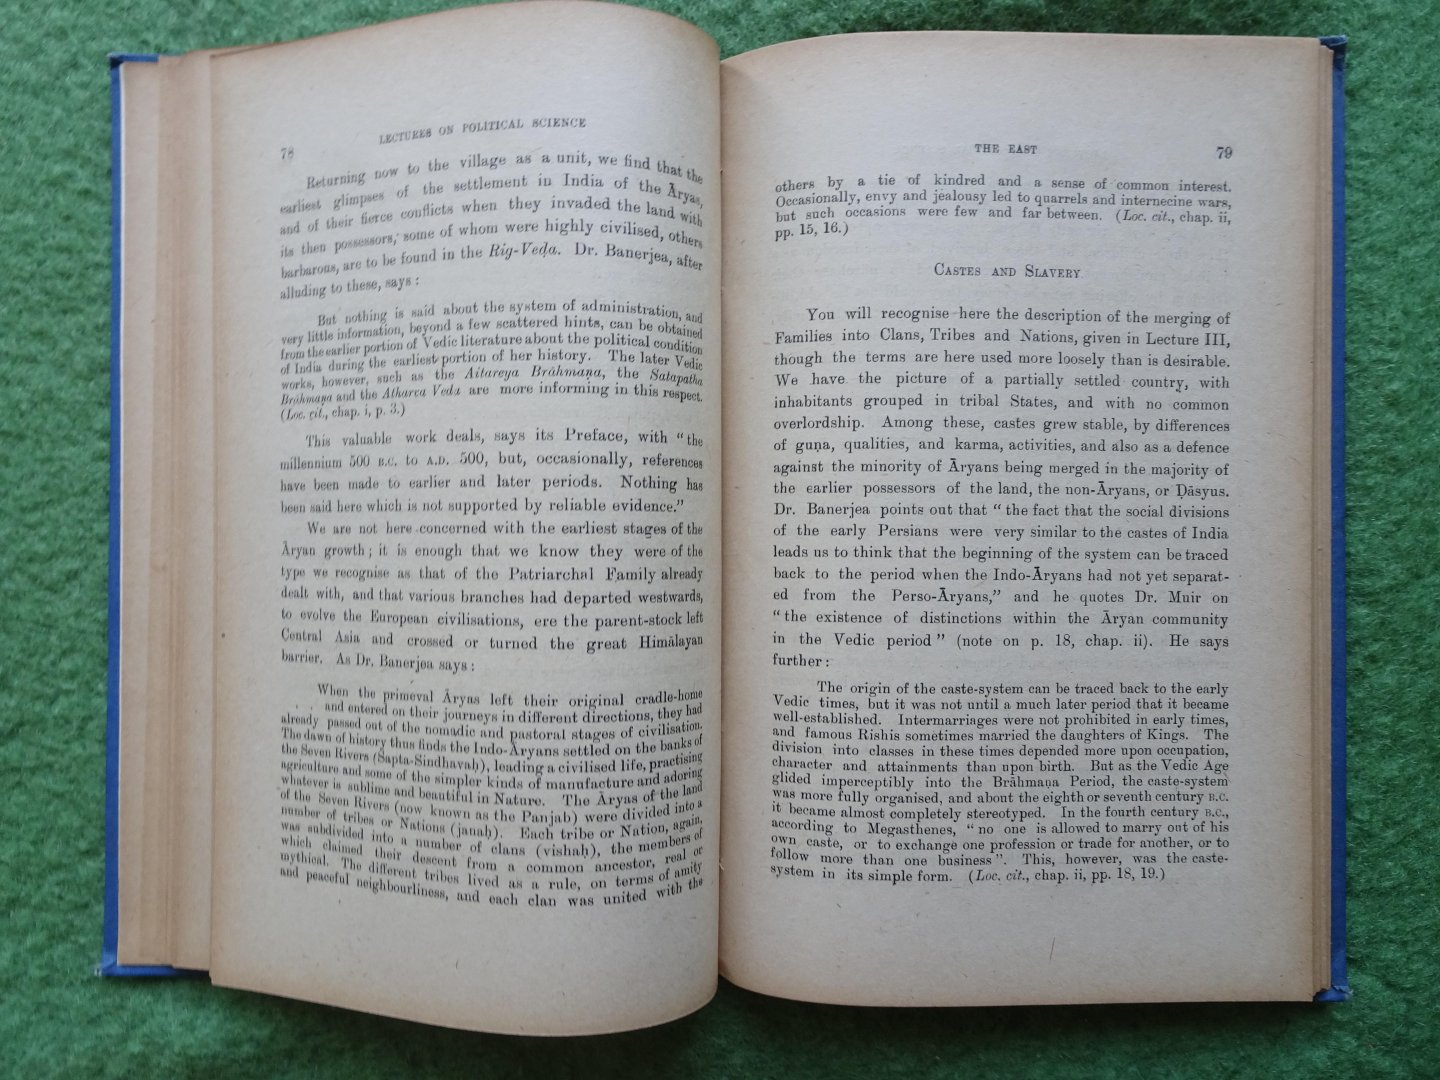 78
LECTURES ON POLITICAL SCIENCE
Returning now to the village as a unit, we find that the
earliest glimpses of the settlement in India of the Āryas,
and of their fierce conflicts when they invaded the land with
its then possessors, some of whom were highly civilised, others
barbarous, are to be found in the Rig-Veḍa. Dr. Banerjea, after
alluding to these, says :
But nothing is said about the system of administration, and
very little information, beyond a few scattered hints, can be obtained
from the earlier portion of Vedic literature about the political condition
of India during the earliest portion of her history. The later Vedic
works, however, such as the Aitareya Brāhmaṇa, the Satapatha
Brāhmaṇa and the Atharva Veda are more informing in this respect.
(Loc. cit., chap. i, p. 3.)
This valuable work deals, says its Preface, with “ the
millennium 500 B.C. to A.D. 500, but, occasionally, references
have been made to earlier and later periods. Nothing has
been said here which is not supported by reliable evidence.”
We are not here concerned with the earliest stages of the
Āryan growth ; it is enough that we know they were of the
type we recognise as that of the Patriarchal Family already
dealt with, and that various branches had departed westwards,
to evolve the European civilisations, ere the parent-stock left
Central Asia and crossed or turned the great Himālayan
barrier. As Dr. Banerjea says :
When the primeval Āryas left their original cradle-home
. . and entered on their journeys in different directions, they had
already passed out of the nomadic and pastoral stages of civilisation.
The dawn of history thus finds the Indo-Āryans settled on the banks of
the Seven Rivers (Sapta-Sindhavaḥ), leading a civilised life, practising
agriculture and some of the simpler kinds of manufacture and adoring
whatever is sublime and beautiful in Nature. The Āryas of the land
of the Seven Rivers (now known as the Panjab) were divided into a
number of tribes or Nations (janaḥ). Each tribe or Nation, again,
was subdivided into a number of clans (vishaḥ), the members of
which claimed their descent from a common ancestor, real or
mythical. The different tribes lived as a rule, on terms of amity
and peaceful neighbourliness, and each clan was united with the
THE EAST
79
others by a tie of kindred and a sense of common interest.
Occasionally, envy and jealousy led to quarrels and internecine wars,
but such occasions were few and far between. (Loc. cit., chap. ii,
pp. 15, 16.)
CASTES AND SLAVERY
You will recognise here the description of the merging of
Families into Clans, Tribes and Nations, given in Lecture III,
though the terms are here used more loosely than is desirable.
We have the picture of a partially settled country, with
inhabitants grouped in tribal States, and with no common
overlordship. Among these, castes grew stable, by differences
of guṇa, qualities, and karma, activities, and also as a defence
against the minority of Āryans being merged in the majority of
the earlier possessors of the land, the non-Āryans, or Ḍāsyus.
Dr. Banerjea points out that “ the fact that the social divisions
of the early Persians were very similar to the castes of India
leads us to think that the beginning of the system can be traced
back to the period when the Indo-Āryans had not yet separat-
ed from the Perso-Āryans,” and he quotes Dr. Muir on
“ the existence of distinctions within the Āryan community
in the Vedic period ” (note on p. 18, chap. ii). He says
further :
The origin of the caste-system can be traced back to the early
Vedic times, but it was not until a much later period that it became
well-established. Intermarriages were not prohibited in early times,
and famous Rishis sometimes married the daughters of Kings. The
division into classes in these times depended more upon occupation,
character and attainments than upon birth. But as the Vedic Age
glided imperceptibly into the Brāhmaṇa Period, the caste-system
was more fully organised, and about the eighth or seventh century B.C.
it became almost completely stereotyped. In the fourth century B.C.,
according to Megasthenes, “ no one is allowed to marry out of his
own caste, or to exchange one profession or trade for another, or to
follow more than one business ”. This, however, was the caste-
system in its simple form. (Loc. cit., chap. ii, pp. 18, 19.)